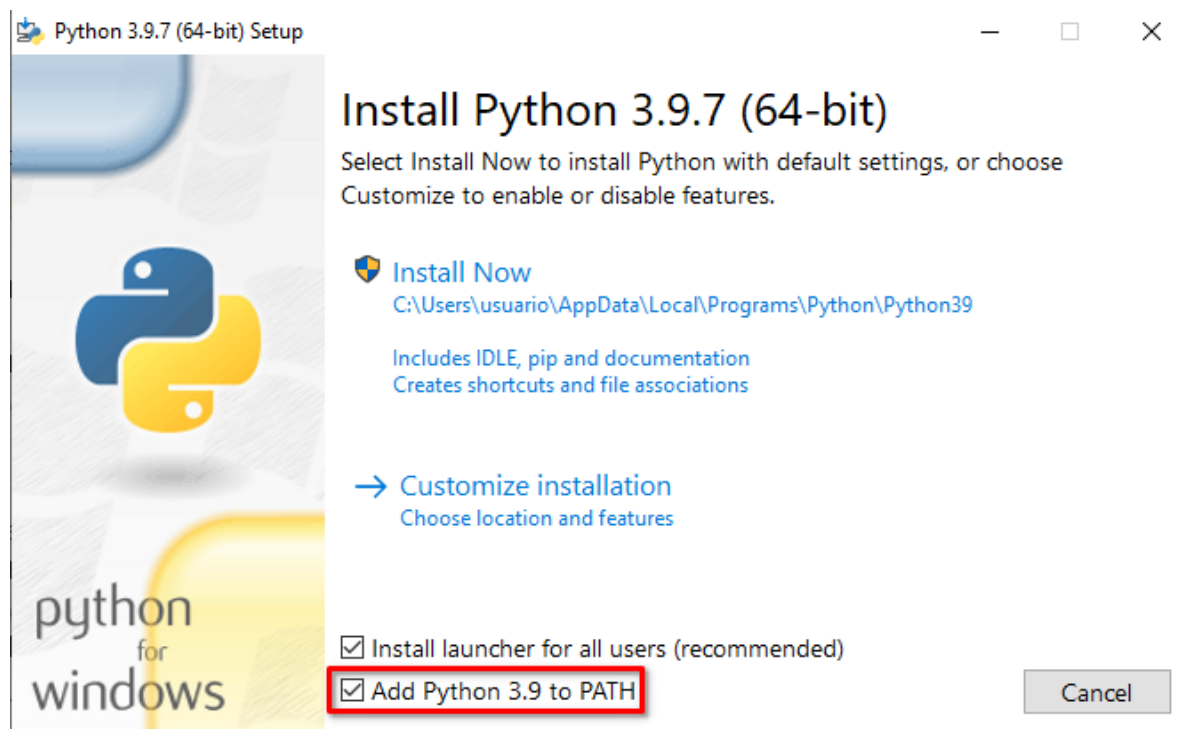 Python 3.9.7 (64-bit) Setup
Install Python 3.9.7 (64-bit)
Select Install Now to install Python with default settings, or choose
Customize to enable or disable features.
Install Now
C:\Users\usuario\AppData\Local\Programs\Python\Python39
Includes IDLE, pip and documentation
Creates shortcuts and file associations
Customize installation
Choose location and features
python
for
windows
Install launcher for all users (recommended)
Add Python 3.9 to PATH
Cancel